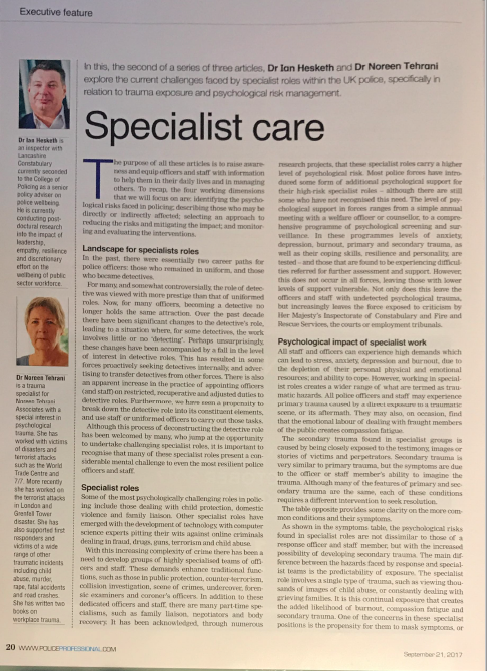 Executive feature
In this, the second of a series of three articles, Dr Ian Hesketh and Dr Noreen Tehrani
explore the current challenges faced by specialist roles within the UK police, specifically in
relation to trauma exposure and psychological risk management.
Specialist care
Dr Ian Hesketh is
an inspector with
Lancashire
Constabulary
currently seconded
to the College of
Policing as a senior
policy adviser on
police wellbeing.
He is currently
conducting post-
doctoral research
into the impact of
leadership,
empathy, resilience
and discretionary
effort on the
wellbeing of public
sector workforce.
Dr Noreen Tehrani
is a trauma
specialist for
Noreen Tehrani
Associates with a
special interest in
psychological
trauma. She has
worked with victims
of disasters and
terrorist attacks
such as the World
Trade Centre and
7/7. More recently
she has worked on
the terrorist attacks
in London and
Grenfell Tower
disaster. She has
also supported first
responders and
victims of a wide
range of other
traumatic incidents
including child
abuse, murder,
rape, fatal accidents
and road crashes.
She has written two
books on
workplace trauma.
The purpose of all these articles is to raise aware-
ness and equip officers and staff with information
to help them in their daily lives and in managing
others. To recap, the four working dimensions
that we will focus on are: identifying the psycho-
logical risks faced in policing; describing who may be
directly or indirectly affected; selecting an approach to
reducing the risks and mitigating the impact; and monitor-
ing and evaluating the interventions.
Landscape for specialists roles
In the past, there were essentially two career paths for
police officers: those who remained in uniform, and those
who became detectives.
For many, and somewhat controversially, the role of detec-
tive was viewed with more prestige than that of uniformed
roles. Now, for many officers, becoming a detective no
longer holds the same attraction. Over the past decade
there have been significant changes to the detective's role,
leading to a situation where, for some detectives, the work
involves little or no 'detecting'. Perhaps unsurprisingly,
these changes have been accompanied by a fall in the level
of interest in detective roles. This has resulted in some
forces proactively seeking detectives internally, and adver-
tising to transfer detectives from other forces. There is also
an apparent increase in the practice of appointing officers
(and staff) on restricted, recuperative and adjusted duties to
detective roles. Furthermore, we have seen a propensity to
break down the detective role into its constituent elements,
and use staff or uniformed officers to carry out those tasks.
Although this process of deconstructing the detective role
has been welcomed by many, who jump at the opportunity
to undertake challenging specialist roles, it is important to
recognise that many of these specialist roles present a con-
siderable mental challenge to even the most resilient police
officers and staff.
Specialist roles
Some of the most psychologically challenging roles in polic-
ing include those dealing with child protection, domestic
violence and family liaison. Other specialist roles have
emerged with the development of technology, with computer
science experts pitting their wits against online criminals
dealing in fraud, drugs, guns, terrorism and child abuse.
With this increasing complexity of crime there has been a
need to develop groups of highly specialised teams of offi-
cers and staff. These demands enhance traditional func-
tions, such as those in public protection, counter-terrorism,
collision investigation, scene of crimes, undercover, foren-
sic examiners and coroner's officers. In addition to these
dedicated officers and staff, there are many part-time spe-
cialisms, such as family liaison, negotiators and body
recovery. It has been acknowledged, through numerous
research projects, that these specialist roles carry a higher
level of psychological risk. Most police forces have intro-
duced some form of additional psychological support for
their high-risk specialist roles – although there are still
some who have not recognised this need. The level of psy-
chological support in forces ranges from a simple annual
meeting with a welfare officer or counsellor, to a compre-
hensive programme of psychological screening and sur-
veillance. In these programmes levels of anxiety,
depression, burnout, primary and secondary trauma, as
well as their coping skills, resilience and personality, are
tested – and those that are found to be experiencing difficul-
ties referred for further assessment and support. However,
this does not occur in all forces, leaving those with lower
levels of support vulnerable. Not only does this leave the
officers and staff with undetected psychological trauma,
but increasingly leaves the force exposed to criticism by
Her Majesty's Inspectorate of Constabulary and Fire and
Rescue Services, the courts or employment tribunals.
Psychological impact of specialist work
All staff and officers can experience high demands which
can lead to stress, anxiety, depression and burnout, due to
the depletion of their personal physical and emotional
resources; and ability to cope. However, working in special-
ist roles creates a wider range of what are termed as trau-
matic hazards. All police officers and staff may experience
primary trauma caused by a direct exposure to a traumatic
scene, or its aftermath. They may also, on occasion, find
that the emotional labour of dealing with fraught members
of the public creates compassion fatigue.
The secondary trauma found in specialist groups is
caused by being closely exposed to the testimony, images or
stories of victims and perpetrators. Secondary trauma is
very similar to primary trauma, but the symptoms are due
to the officer or staff member's ability to imagine the
trauma. Although many of the features of primary and sec-
ondary trauma are the same, each of these conditions
requires a different intervention to seek resolution.
The table opposite provides some clarity on the more com-
mon conditions and their symptoms.
As shown in the symptoms table, the psychological risks
found in specialist roles are not dissimilar to those of a
response officer and staff member, but with the increased
possibility of developing secondary trauma. The main dif-
ference between the hazards faced by response and special-
ist teams is the predictability of exposure. The specialist
role involves a single type of trauma, such as viewing thou-
sands of images of child abuse, or constantly dealing with
grieving families. It is this continual exposure that creates
the added likelihood of burnout, compassion fatigue and
secondary trauma. One of the concerns in these specialist
positions is the propensity for them to mask symptoms, or
20 WWW.POLICEPROFESSIONAL.COM
September 21, 2017